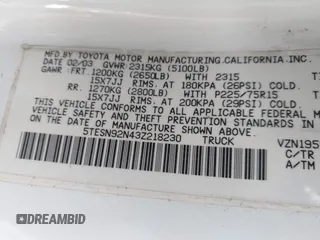 MFD. BY TOYOTA MOTOR MANUFACTURING, CALIFORNIA, INC.
DATE 02/03 GVWR: 2315KG (5100LB)
GAWR: FRT. 1200KG (2650LB) WITH 2315
15X7JJ RIMS. AT 180KPA (26PSI) COLD.
RR. 1270KG (2800LB) WITH P225/75R15
15X7JJ RIMS. AT 200KPA (29PSI) COLD.
THIS VEHICLE CONFORMS TO ALL APPLICABLE FEDERAL M
VEHICLE SAFETY AND THEFT PREVENTION STANDARDS IN
ON THE DATE OF MANUFACTURE SHOWN ABOVE.
5TESN92N43Z218230 TRUCK
VZN195
C/TR
A/TM
DREAMBID